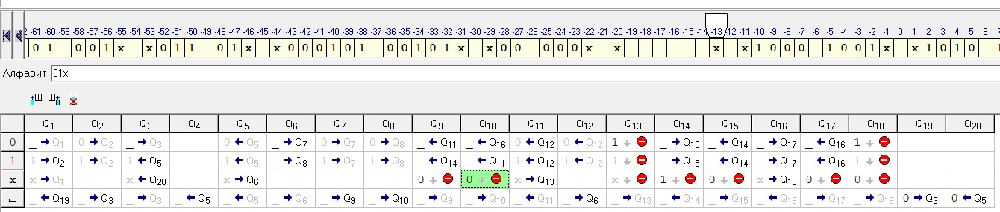 2 -61 -60 -59 -58 -57 -56 -55 -54 -53 -52 -51 -50 -49 -48 -47 -46 -45 -44 -43 -42 -41 -40 -39 -38 -37 -36 -35 -34 -33 -32 -31 -30 -29 -28 -27 -26 -25 -24 -23 -22 -21 -20 -19 -18 -17 -16 -15 14 -13 -12 -11 -10 -9 -8 -7 -6 -5 -4 -3 -2 -1 0 1 2 3 4 5 6 7
0 1 0 0 1 x x 0 1 1 0 1 x x 0 0 0 1 0 1 0 0 1 0 x x 0 0 0 0 0 x x x x 1 0 0 0 1 0 0 1 x x 1 0 1 0 1 0 1
Алфавит 01x
Q1 Q2 Q3 Q4 Q5 Q6 Q7 Q8 Q9 Q10 Q11 Q12 Q13 Q14 Q15 Q16 Q17 Q18 Q19 Q20
0 _ → Q1 0 → Q2 _ → Q3 0 ← Q5 _ → Q7 0 → Q7 0 → Q8 _ ← Q11 _ ← Q16 0 ← Q12 0 ← Q12 1 ↓ _ → Q15 _ ← Q14 _ → Q17 _ ← Q16 1 ↓
1 _ → Q2 1 → Q2 1 ← Q5 1 ← Q5 _ → Q8 1 → Q7 1 → Q8 _ ← Q14 _ ← Q11 1 ← Q12 1 ← Q12 1 ↓ _ → Q15 _ ← Q14 _ → Q17 _ ← Q16 1 ↓
x x → Q1 x ← Q20 x → Q6 0 ↓ 0 ↓ x → Q13 x ↓ 1 ↓ 0 ↓ x → Q18 0 ↓ 0 ↓
_ ← Q19 _ → Q3 _ → Q3 _ ← Q5 _ ← Q5 _ → Q6 _ → Q9 _ → Q10 _ → Q9 _ → Q10 _ ← Q11 _ → Q6 _ → Q13 _ ← Q14 _ → Q15 _ ← Q16 _ → Q17 _ → Q18 0 → Q3 0 ← Q5